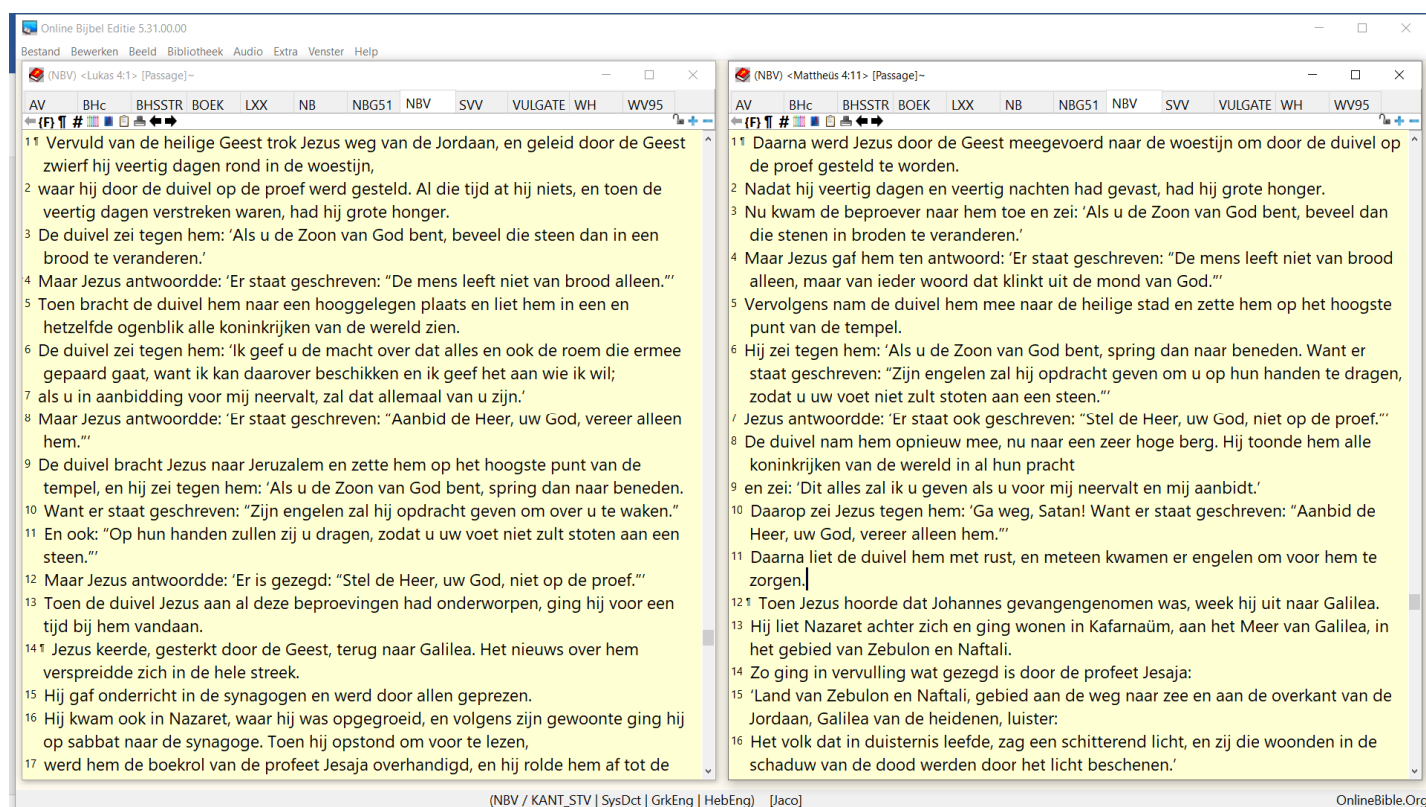 Online Bijbel Editie 5.31.00.00
Bestand Bewerken Beeld Bibliotheek Audio Extra Venster Help
(NBV) <Lukas 4:1> [Passage]~
AV BHc BHSSTR BOEK LXX NB NBG51 NBV SVV VULGATE WH WV95
{F} ¶ #
1 ¶ Vervuld van de heilige Geest trok Jezus weg van de Jordaan, en geleid door de Geest
zwierf hij veertig dagen rond in de woestijn,
2 waar hij door de duivel op de proef werd gesteld. Al die tijd at hij niets, en toen de
veertig dagen verstreken waren, had hij grote honger.
3 De duivel zei tegen hem: ‘Als u de Zoon van God bent, beveel die steen dan in een
brood te veranderen.’
4 Maar Jezus antwoordde: ‘Er staat geschreven: “De mens leeft niet van brood alleen.”’
5 Toen bracht de duivel hem naar een hooggelegen plaats en liet hem in een en
hetzelfde ogenblik alle koninkrijken van de wereld zien.
6 De duivel zei tegen hem: ‘Ik geef u de macht over dat alles en ook de roem die ermee
gepaard gaat, want ik kan daarover beschikken en ik geef het aan wie ik wil;
7 als u in aanbidding voor mij neervalt, zal dat allemaal van u zijn.’
8 Maar Jezus antwoordde: ‘Er staat geschreven: “Aanbid de Heer, uw God, vereer alleen
hem.”’
9 De duivel bracht Jezus naar Jeruzalem en zette hem op het hoogste punt van de
tempel, en hij zei tegen hem: ‘Als u de Zoon van God bent, spring dan naar beneden.
10 Want er staat geschreven: “Zijn engelen zal hij opdracht geven om over u te waken.”
11 En ook: “Op hun handen zullen zij u dragen, zodat u uw voet niet zult stoten aan een
steen.”’
12 Maar Jezus antwoordde: ‘Er is gezegd: “Stel de Heer, uw God, niet op de proef.”’
13 Toen de duivel Jezus aan al deze beproevingen had onderworpen, ging hij voor een
tijd bij hem vandaan.
14 ¶ Jezus keerde, gesterkt door de Geest, terug naar Galilea. Het nieuws over hem
verspreidde zich in de hele streek.
15 Hij gaf onderricht in de synagogen en werd door allen geprezen.
16 Hij kwam ook in Nazaret, waar hij was opgegroeid, en volgens zijn gewoonte ging hij
op sabbat naar de synagoge. Toen hij opstond om voor te lezen,
17 werd hem de boekrol van de profeet Jesaja overhandigd, en hij rolde hem af tot de
(NBV) <Mattheüs 4:11> [Passage]~
AV BHc BHSSTR BOEK LXX NB NBG51 NBV SVV VULGATE WH WV95
{F} ¶ #
1 ¶ Daarna werd Jezus door de Geest meegevoerd naar de woestijn om door de duivel op
de proef gesteld te worden.
2 Nadat hij veertig dagen en veertig nachten had gevast, had hij grote honger.
3 Nu kwam de beproever naar hem toe en zei: ‘Als u de Zoon van God bent, beveel dan
die stenen in broden te veranderen.’
4 Maar Jezus gaf hem ten antwoord: ‘Er staat geschreven: “De mens leeft niet van brood
alleen, maar van ieder woord dat klinkt uit de mond van God.”’
5 Vervolgens nam de duivel hem mee naar de heilige stad en zette hem op het hoogste
punt van de tempel.
6 Hij zei tegen hem: ‘Als u de Zoon van God bent, spring dan naar beneden. Want er
staat geschreven: “Zijn engelen zal hij opdracht geven om u op hun handen te dragen,
zodat u uw voet niet zult stoten aan een steen.”’
7 Jezus antwoordde: ‘Er staat ook geschreven: “Stel de Heer, uw God, niet op de proef.”’
8 De duivel nam hem opnieuw mee, nu naar een zeer hoge berg. Hij toonde hem alle
koninkrijken van de wereld in al hun pracht
9 en zei: ‘Dit alles zal ik u geven als u voor mij neervalt en mij aanbidt.’
10 Daarop zei Jezus tegen hem: ‘Ga weg, Satan! Want er staat geschreven: “Aanbid de
Heer, uw God, vereer alleen hem.”’
11 Daarna liet de duivel hem met rust, en meteen kwamen er engelen om voor hem te
zorgen.
12 ¶ Toen Jezus hoorde dat Johannes gevangengenomen was, week hij uit naar Galilea.
13 Hij liet Nazaret achter zich en ging wonen in Kafarnaüm, aan het Meer van Galilea, in
het gebied van Zebulon en Naftali.
14 Zo ging in vervulling wat gezegd is door de profeet Jesaja:
15 ‘Land van Zebulon en Naftali, gebied aan de weg naar zee en aan de overkant van de
Jordaan, Galilea van de heidenen, luister:
16 Het volk dat in duisternis leefde, zag een schitterend licht, en zij die woonden in de
schaduw van de dood werden door het licht beschenen.’
(NBV / KANT_STV | SysDct | GrkEng | HebEng) [Jaco]
OnlineBible.Org